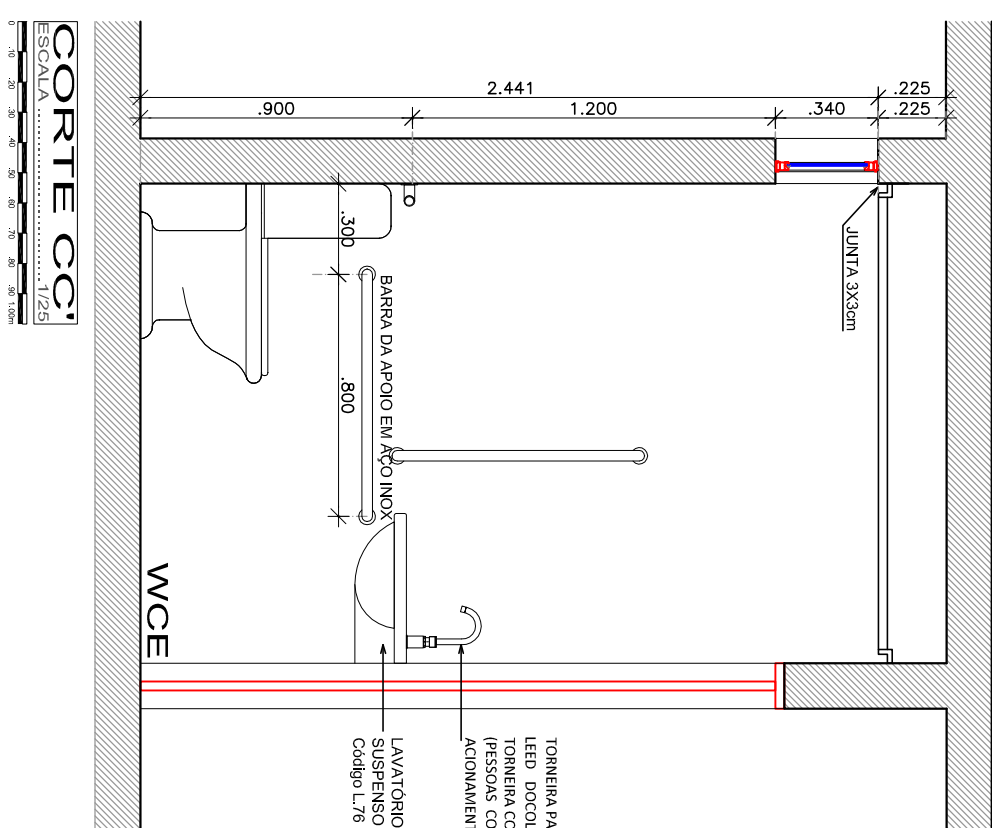 2.441
.225
.900
1.200
.340
.225
JUNTA 3X3cm
.300
.800
BARRA DA APOIO EM AÇO INOX
WCE
TORNEIRA PA
LEED DOCOL
TORNEIRA CO
(PESSOAS CO
ACIONAMENT
LAVATÓRIO
SUSPENSO
Código L.76
CORTE CC'
ESCALA 1/25
0 .10 .20 .30 .40 .50 .60 .70 .80 .90 1.00m